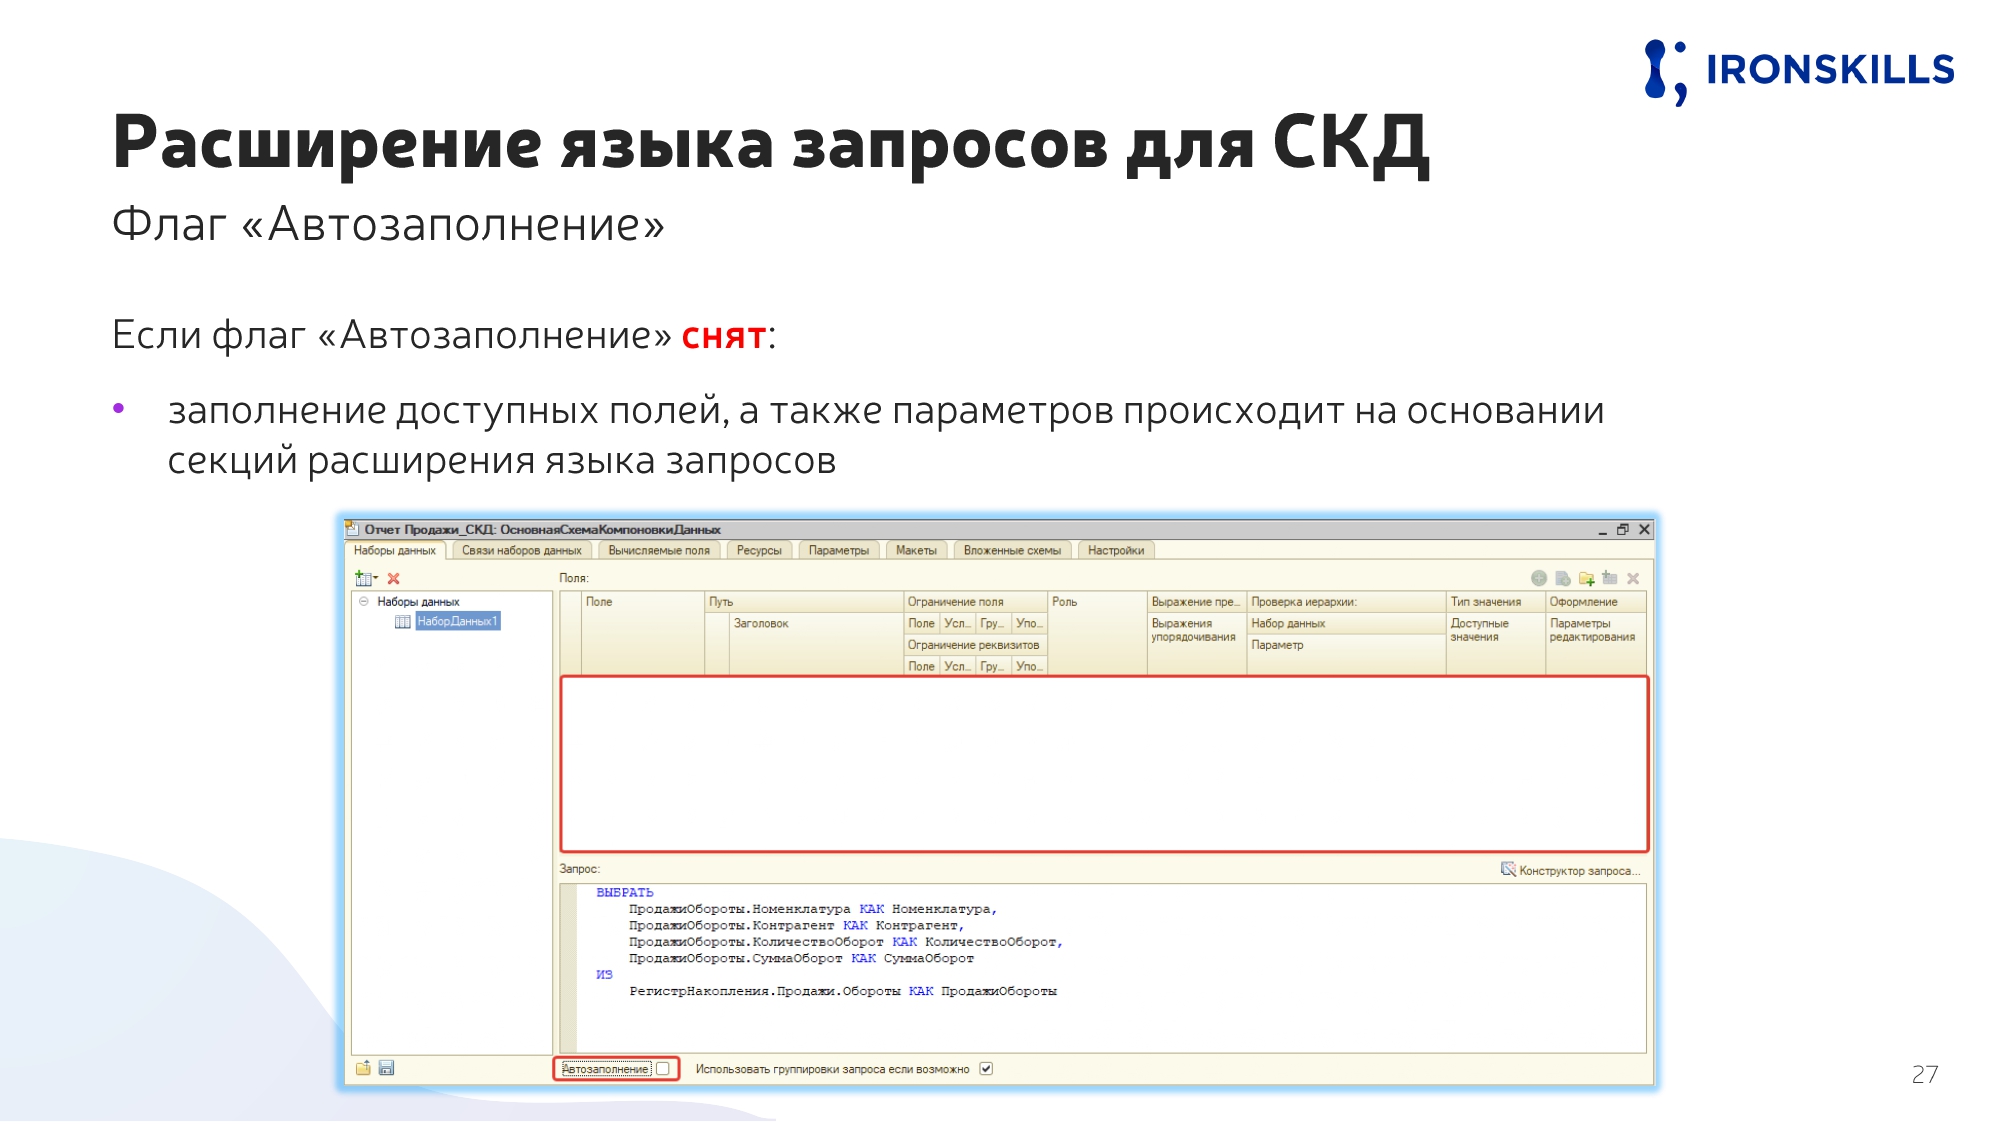 IRONSKILLS
Расширение языка запросов для СКД
Флаг «Автозаполнение»
Если флаг «Автозаполнение» снят:
• заполнение доступных полей, а также параметров происходит на основании
секций расширения языка запросов
Отчет Продажи_СКД: ОсновнаяСхемаКомпоновкиДанных
Наборы данных Связи наборов данных Вычисляемые поля Ресурсы Параметры Макеты Вложенные схемы Настройки
Поля:
Наборы данных
НаборДанных1
Поле Путь Ограничение поля Роль Выражение пре... Проверка иерархии: Тип значения Оформление
Заголовок Поле Усл... Гру... Упо... Выражения упорядочивания Набор данных Доступные значения Параметры редактирования
Ограничение реквизитов Параметр
Поле Усл... Гру... Упо...
Запрос:
Конструктор запроса...
ВЫБРАТЬ
ПродажиОбороты.Номенклатура КАК Номенклатура,
ПродажиОбороты.Контрагент КАК Контрагент,
ПродажиОбороты.КоличествоОборот КАК КоличествоОборот,
ПродажиОбороты.СуммаОборот КАК СуммаОборот
ИЗ
РегистрНакопления.Продажи.Обороты КАК ПродажиОбороты
Автозаполнение Использовать группировки запроса если возможно
27